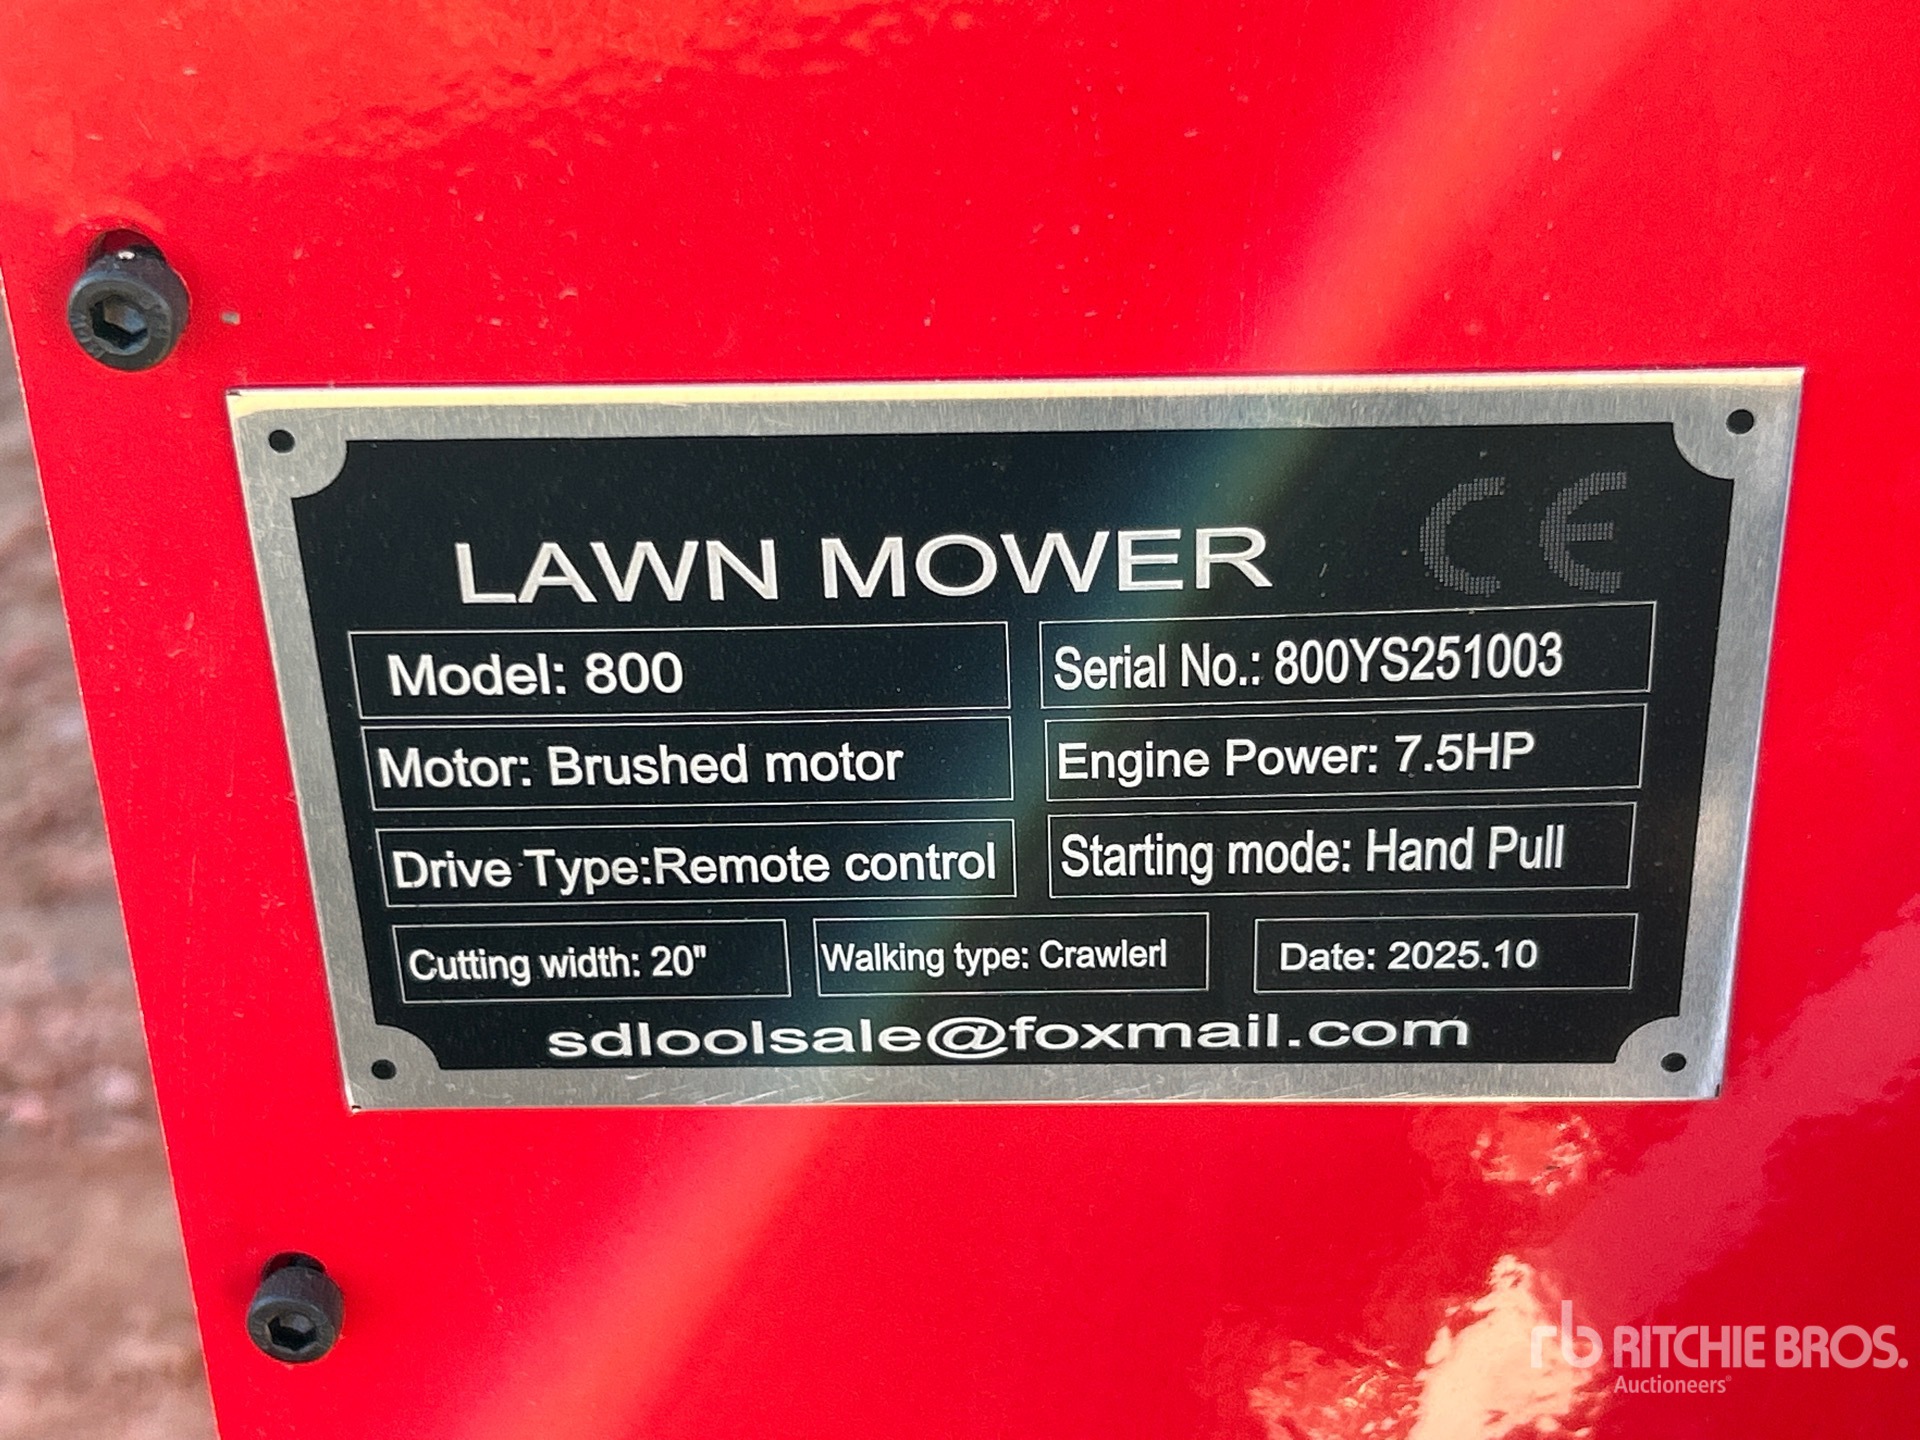 CE
LAWN MOWER
Model: 800
Serial No.: 800YS251003
Motor: Brushed motor
Engine Power: 7.5HP
Drive Type:Remote control
Starting mode: Hand Pull
Cutting width: 20"
Walking type: Crawlerl
Date: 2025.10
sdloolsale@foxmail.com
rb RITCHIE BROS.
Auctioneers